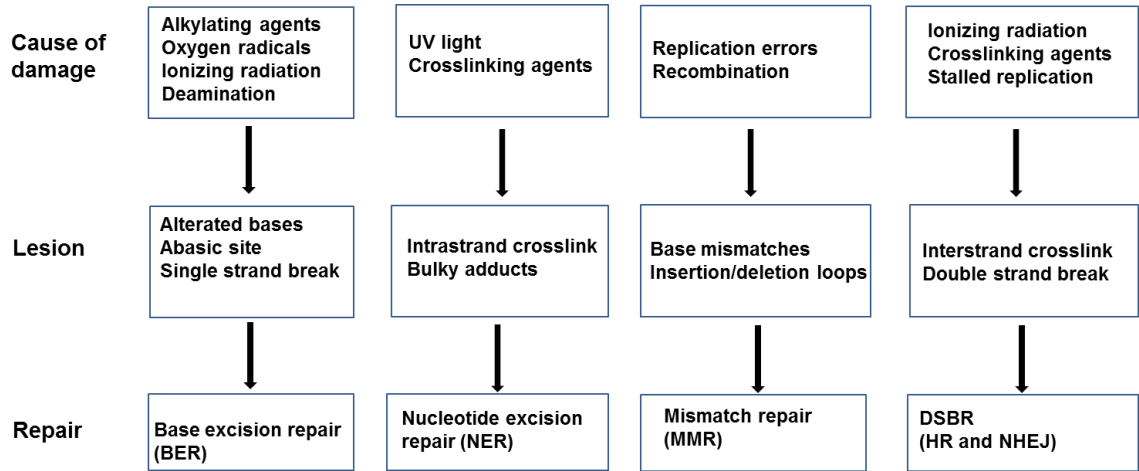 Cause of
damage
Alkylating agents
Oxygen radicals
Ionizing radiation
Deamination
UV light
Crosslinking agents
Replication errors
Recombination
Ionizing radiation
Crosslinking agents
Stalled replication
Lesion
Alterated bases
Abasic site
Single strand break
Intrastrand crosslink
Bulky adducts
Base mismatches
Insertion/deletion loops
Interstrand crosslink
Double strand break
Repair
Base excision repair
(BER)
Nucleotide excision
repair (NER)
Mismatch repair
(MMR)
DSBR
(HR and NHEJ)